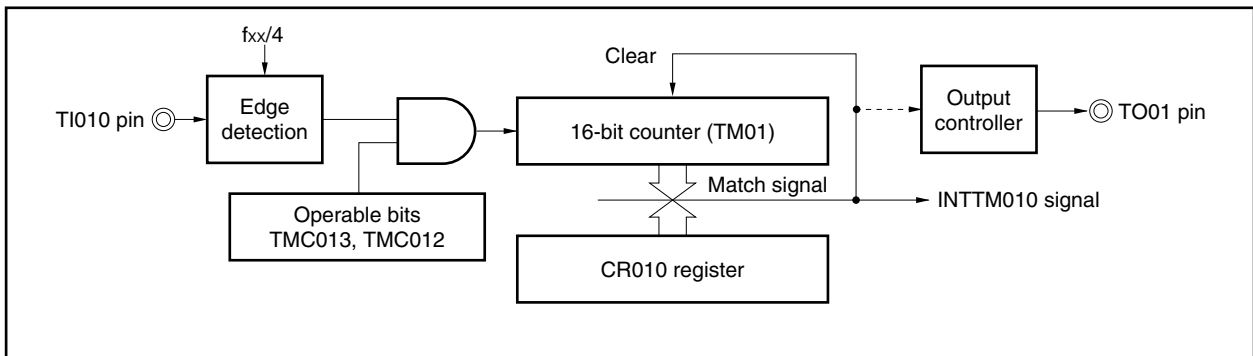 fxx/4
Clear
TI010 pin
Edge
detection
16-bit counter (TM01)
Output
controller
TO01 pin
Match signal
INTTM010 signal
Operable bits
TMC013, TMC012
CR010 register